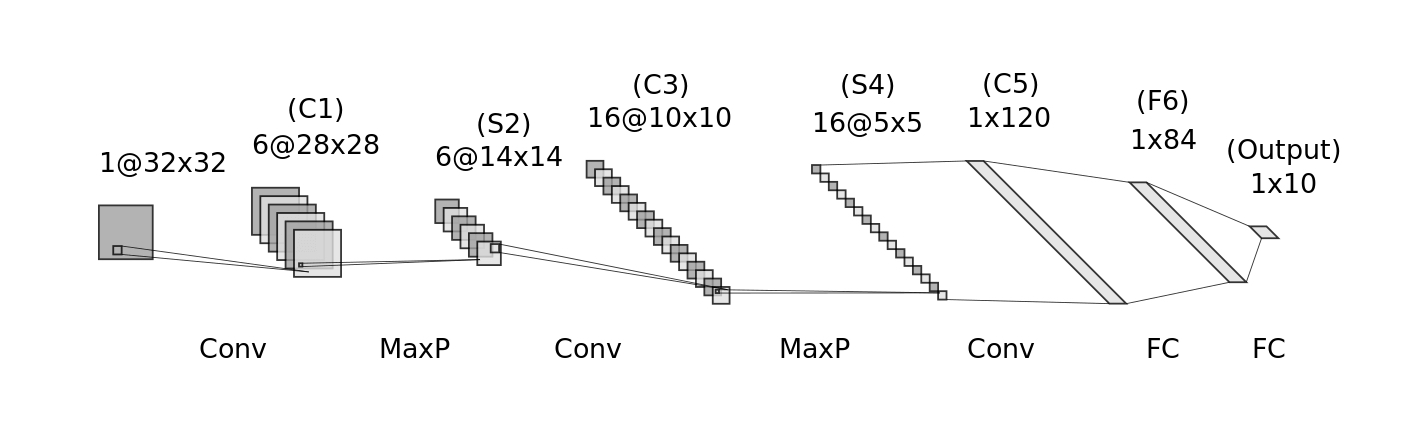 1@32x32
(C1)
6@28x28
(S2)
6@14x14
(C3)
16@10x10
(S4)
16@5x5
(C5)
1x120
(F6)
1x84
(Output)
1x10
Conv
MaxP
Conv
MaxP
Conv
FC
FC